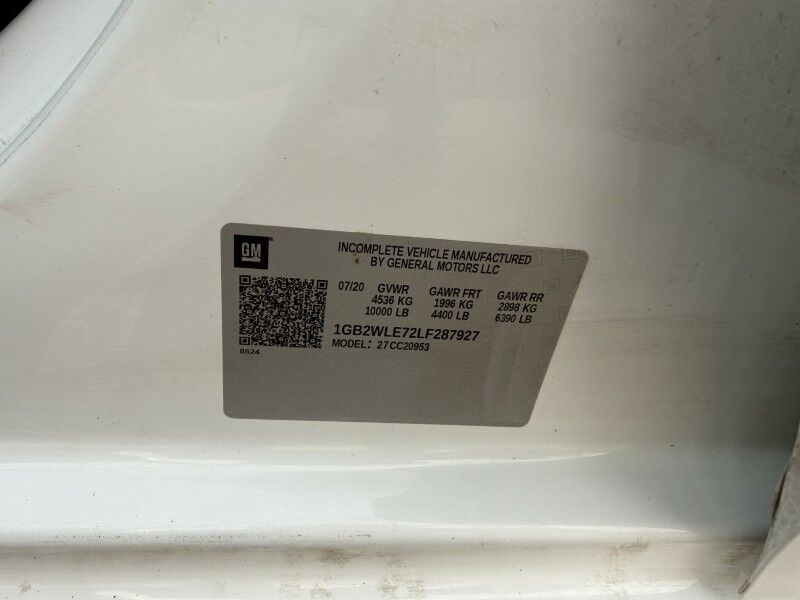 GM
INCOMPLETE VEHICLE MANUFACTURED
BY GENERAL MOTORS LLC
07/20 GVWR GAWR FRT GAWR RR
4536 KG 1996 KG 2898 KG
10000 LB 4400 LB 6390 LB
1GB2WLE72LF287927
MODEL: 27CC20953
8624